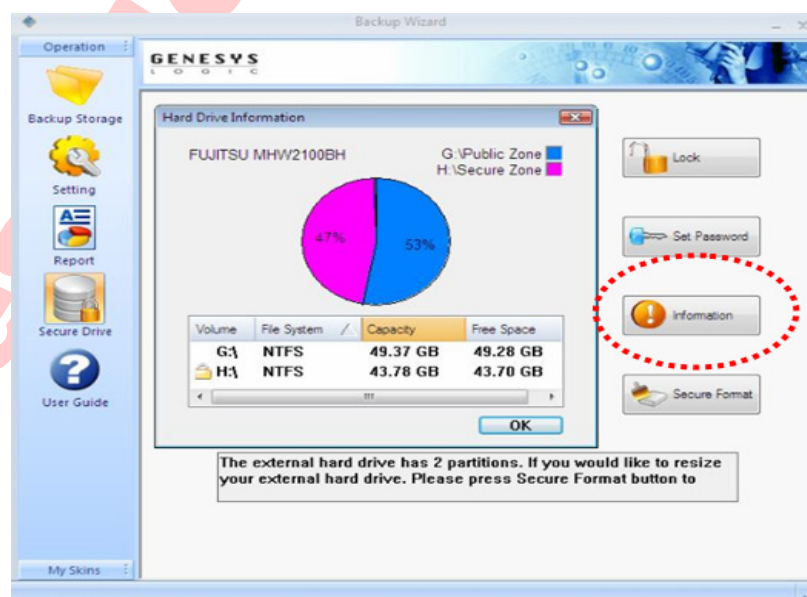 Backup Wizard
Operation
GENESYS
LOGIC
Backup Storage
Setting
Report
Secure Drive
User Guide
My Skins
Hard Drive Information
FUJITSU MHW2100BH
G:\Public Zone
H:\Secure Zone
47%
53%
Volume File System Capacity Free Space
G:\ NTFS 49.37 GB 49.28 GB
H:\ NTFS 43.78 GB 43.70 GB
OK
Lock
Set Password
Information
Secure Format
The external hard drive has 2 partitions. If you would like to resize
your external hard drive. Please press Secure Format button to